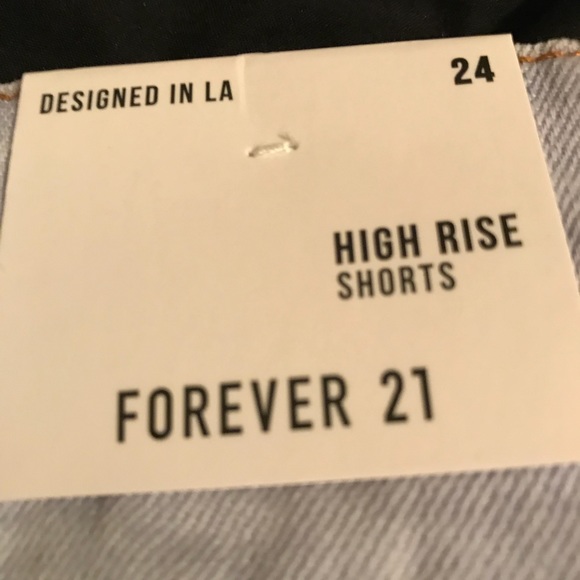 DESIGNED IN LA
24
HIGH RISE
SHORTS
FOREVER 21